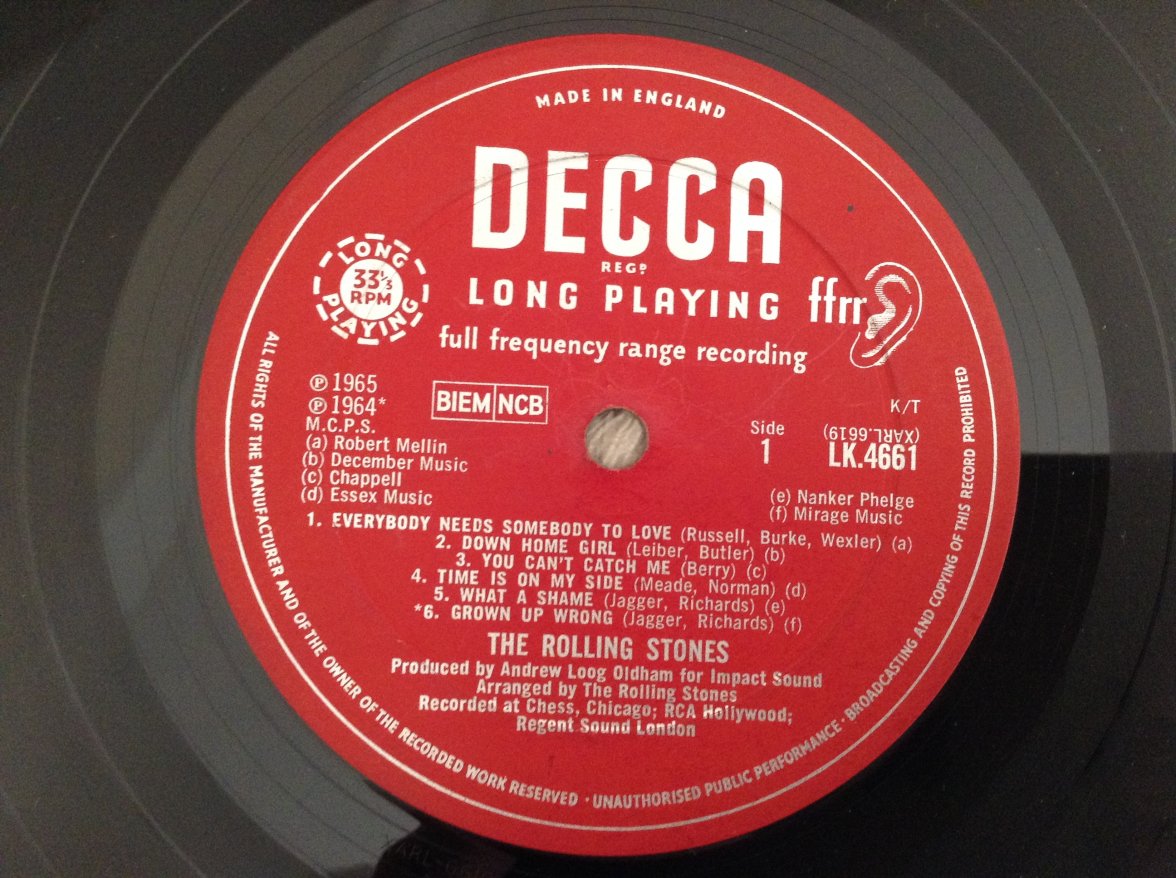 MADE IN ENGLAND
DECCA
REGD
LONG PLAYING
ffrr
full frequency range recording
LONG
33⅓
RPM
PLAYING
℗ 1965
℗ 1964*
M.C.P.S.
(a) Robert Mellin
(b) December Music
(c) Chappell
(d) Essex Music
BIEM NCB
K/T
Side
1
(XARL.6619)
LK.4661
(e) Nanker Phelge
(f) Mirage Music
1. EVERYBODY NEEDS SOMEBODY TO LOVE (Russell, Burke, Wexler) (a)
2. DOWN HOME GIRL (Leiber, Butler) (b)
3. YOU CAN'T CATCH ME (Berry) (c)
4. TIME IS ON MY SIDE (Meade, Norman) (d)
5. WHAT A SHAME (Jagger, Richards) (e)
*6. GROWN UP WRONG (Jagger, Richards) (f)
THE ROLLING STONES
Produced by Andrew Loog Oldham for Impact Sound
Arranged by The Rolling Stones
Recorded at Chess, Chicago; RCA Hollywood;
Regent Sound London
ALL RIGHTS OF THE MANUFACTURER AND OF THE OWNER OF THE RECORDED WORK RESERVED · UNAUTHORISED PUBLIC PERFORMANCE · BROADCASTING AND COPYING OF THIS RECORD PROHIBITED